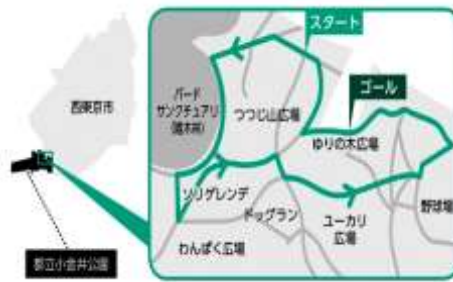 スタート
西東京市
バード
サンクチュアリ
(雑木林)
つつじ山広場
ゴール
ゆりの木広場
ソリゲレンデ
ドッグラン
ユーカリ
広場
野球場
わんぱく広場
都立小金井公園